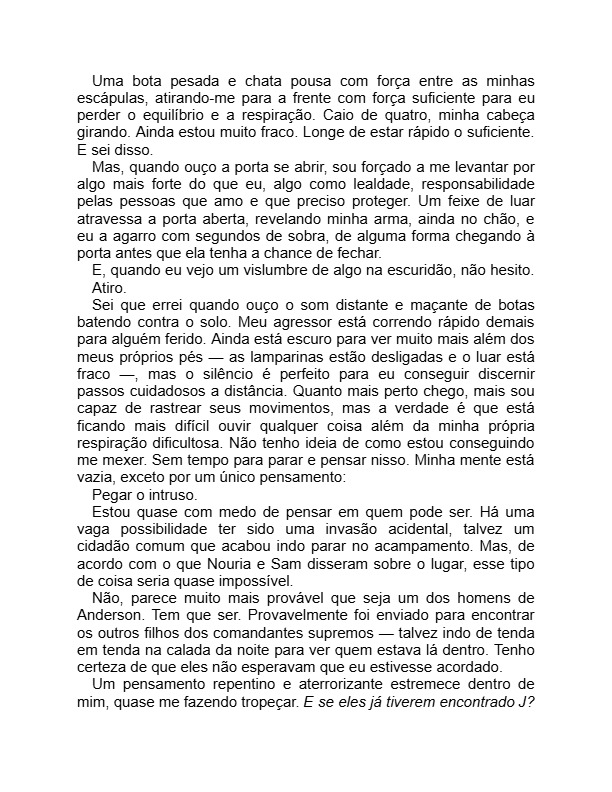 Uma bota pesada e chata pousa com força entre as minhas
escápulas, atirando-me para a frente com força suficiente para eu
perder o equilíbrio e a respiração. Caio de quatro, minha cabeça
girando. Ainda estou muito fraco. Longe de estar rápido o suficiente.
E sei disso.
Mas, quando ouço a porta se abrir, sou forçado a me levantar por
algo mais forte do que eu, algo como lealdade, responsabilidade
pelas pessoas que amo e que preciso proteger. Um feixe de luar
atravessa a porta aberta, revelando minha arma, ainda no chão, e
eu a agarro com segundos de sobra, de alguma forma chegando à
porta antes que ela tenha a chance de fechar.
E, quando eu vejo um vislumbre de algo na escuridão, não hesito.
Atiro.
Sei que errei quando ouço o som distante e maçante de botas
batendo contra o solo. Meu agressor está correndo rápido demais
para alguém ferido. Ainda está escuro para ver muito mais além dos
meus próprios pés — as lamparinas estão desligadas e o luar está
fraco —, mas o silêncio é perfeito para eu conseguir discernir
passos cuidadosos a distância. Quanto mais perto chego, mais sou
capaz de rastrear seus movimentos, mas a verdade é que está
ficando mais difícil ouvir qualquer coisa além da minha própria
respiração dificultosa. Não tenho ideia de como estou conseguindo
me mexer. Sem tempo para parar e pensar nisso. Minha mente está
vazia, exceto por um único pensamento:
Pegar o intruso.
Estou quase com medo de pensar em quem pode ser. Há uma
vaga possibilidade ter sido uma invasão acidental, talvez um
cidadão comum que acabou indo parar no acampamento. Mas, de
acordo com o que Nouria e Sam disseram sobre o lugar, esse tipo
de coisa seria quase impossível.
Não, parece muito mais provável que seja um dos homens de
Anderson. Tem que ser. Provavelmente foi enviado para encontrar
os outros filhos dos comandantes supremos — talvez indo de tenda
em tenda na calada da noite para ver quem estava lá dentro. Tenho
certeza de que eles não esperavam que eu estivesse acordado.
Um pensamento repentino e aterrorizante estremece dentro de
mim, quase me fazendo tropeçar. E se eles já tiverem encontrado J?